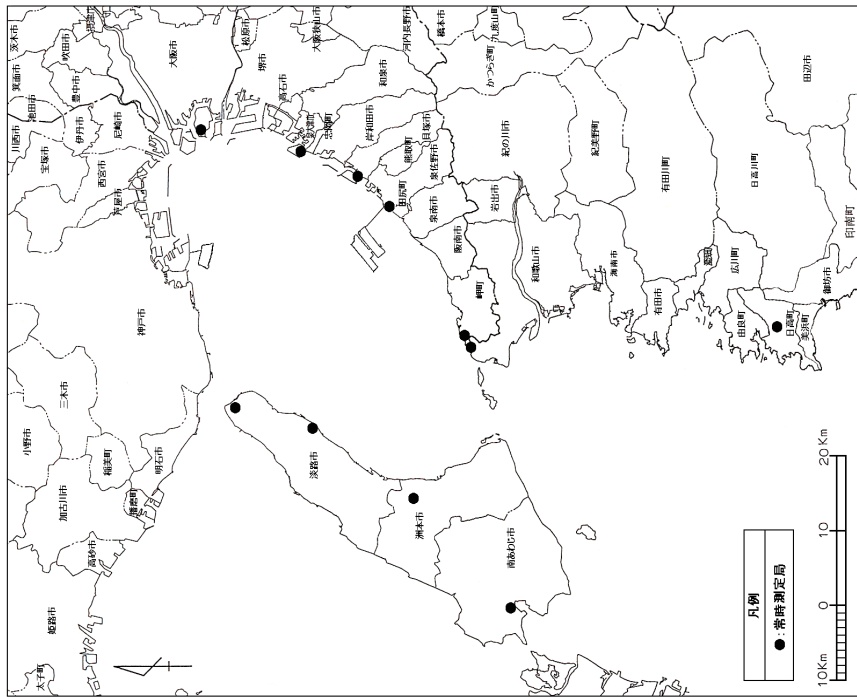 太子町
姫路市
高砂市
加古川市
播磨町
稲美町
小野市
三木市
明石市
神戸市
川西市
宝塚市
池田市
箕面市
茨木市
伊丹市
豊中市
吹田市
摂津市
西宮市
芦屋市
尼崎市
大阪市
松原市
堺市
大阪狭山市
高石市
忠岡町
和泉市
河内長野市
岸和田市
貝塚市
熊取町
泉佐野市
田尻町
泉南市
阪南市
岬町
橋本市
九度山町
かつらぎ町
紀の川市
岩出市
和歌山市
紀美野町
海南市
有田川町
有田市
広川町
由良町
日高町
美浜町
御坊市
日高川町
印南町
田辺市
淡路市
洲本市
南あわじ市
凡例
●:常時測定局
10Km 0 10 20Km